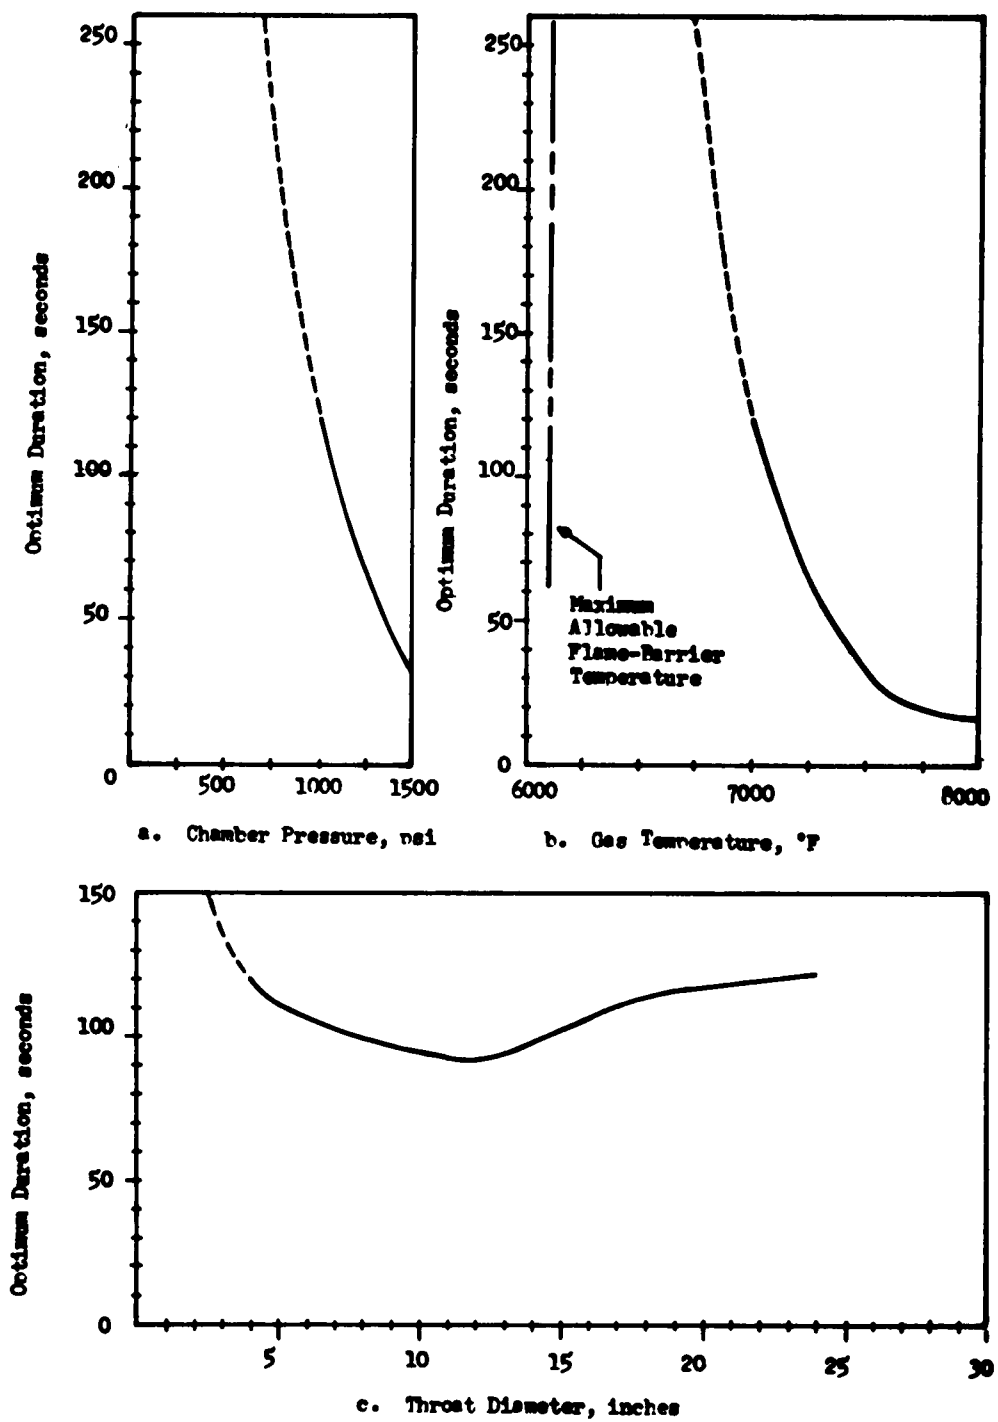 250
200
150
100
50
0
Optimum Duration, seconds
500 1000 1500
a. Chamber Pressure, psi
250
200
150
100
50
0
Optimum Duration, seconds
Maximum
Allowable
Flame-Barrier
Temperature
6000 7000 8000
b. Gas Temperature, °F
150
100
50
0
Optimum Duration, seconds
5 10 15 20 25 30
c. Throat Diameter, inches